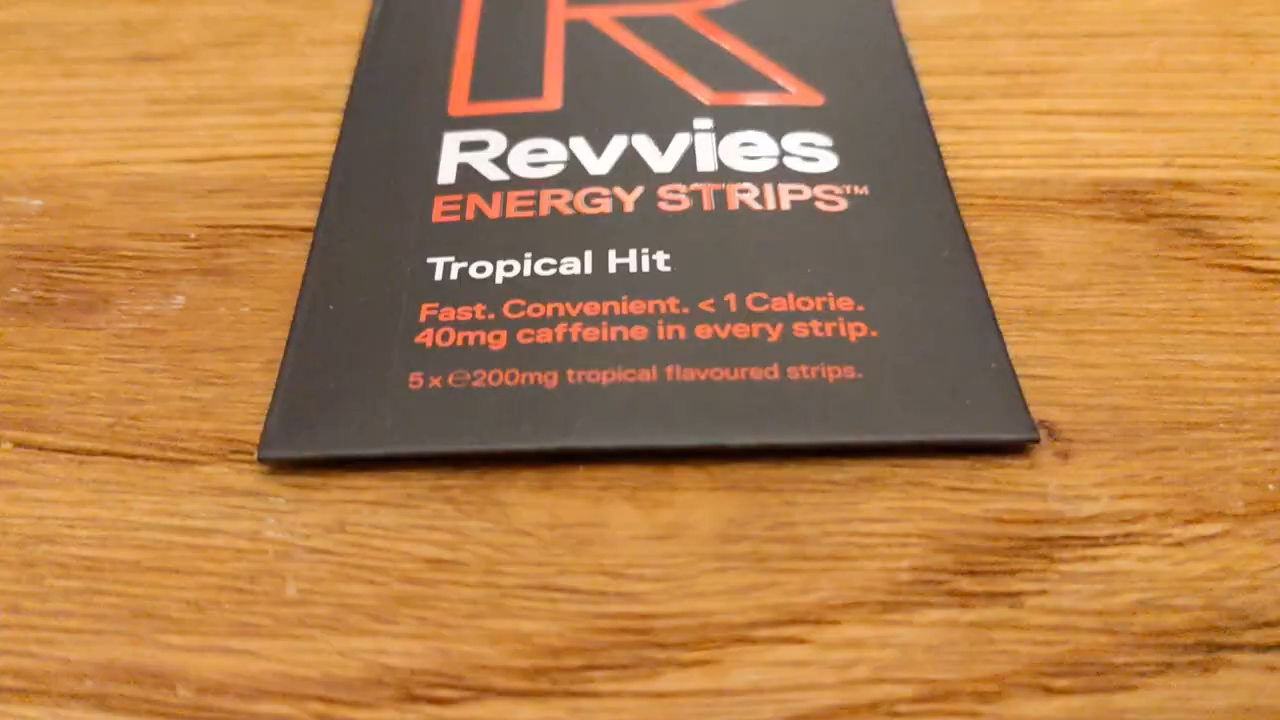 R
Revvies
ENERGY STRIPS™
Tropical Hit
Fast. Convenient. < 1 Calorie.
40mg caffeine in every strip.
5 x ℮200mg tropical flavoured strips.